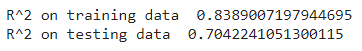 R^2 on training data  0.8389007197944695
R^2 on testing data  0.7042241051300115